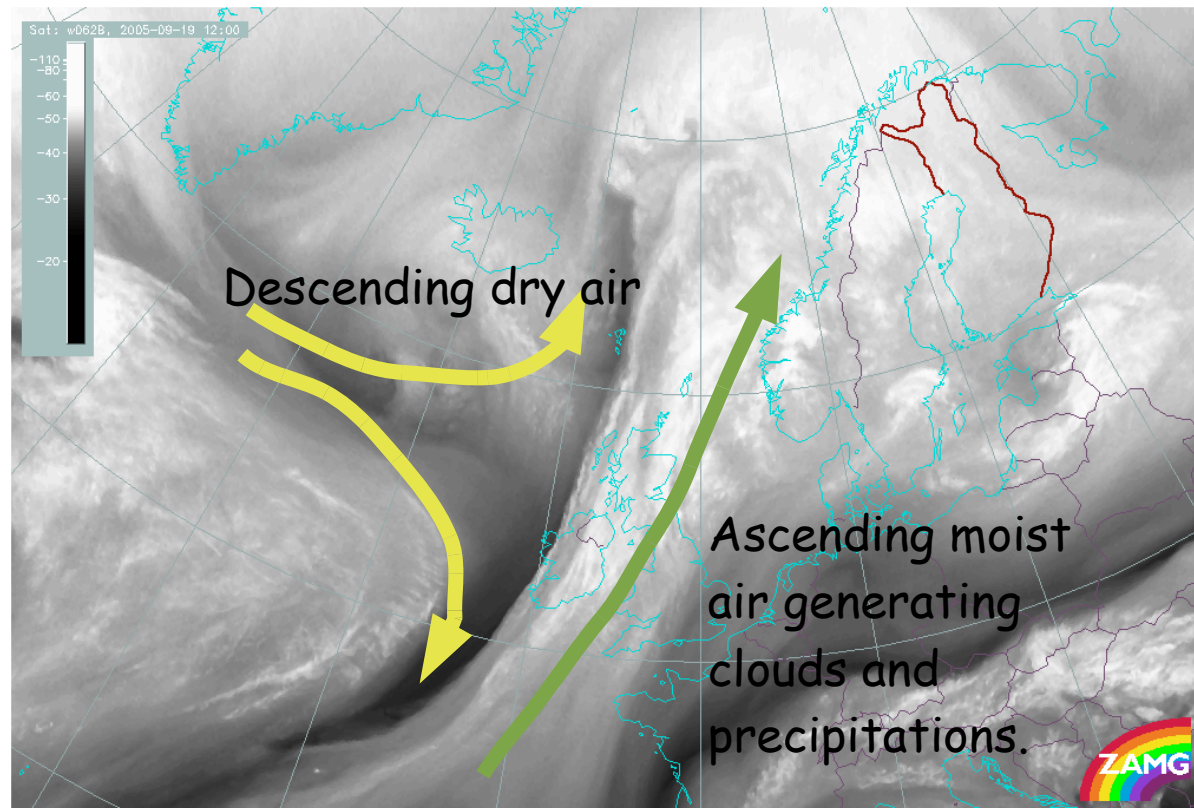 Sat: w062B, 2005-09-19 12:00
-110
-80
-60
-50
-40
-30
-20
Descending dry air
Ascending moist
air generating
clouds and
precipitations.
ZAMG